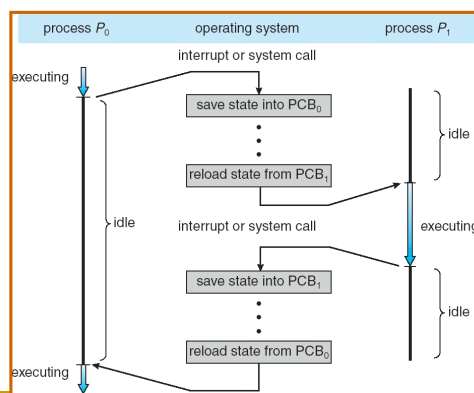 process P₀ operating system process P₁
interrupt or system call
executing
save state into PCB₀
idle
reload state from PCB₁
idle
interrupt or system call
executing
save state into PCB₁
idle
reload state from PCB₀
executing